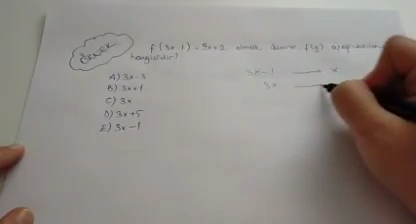 ÖRNEK
f(3x-1) = 9x+2 olmak üzere f(x) aşağıdakilerden
hangisidir?
A) 3x-3
B) 3x+1
C) 3x
D) 3x+5
E) 3x-1
3x-1 → x
3x